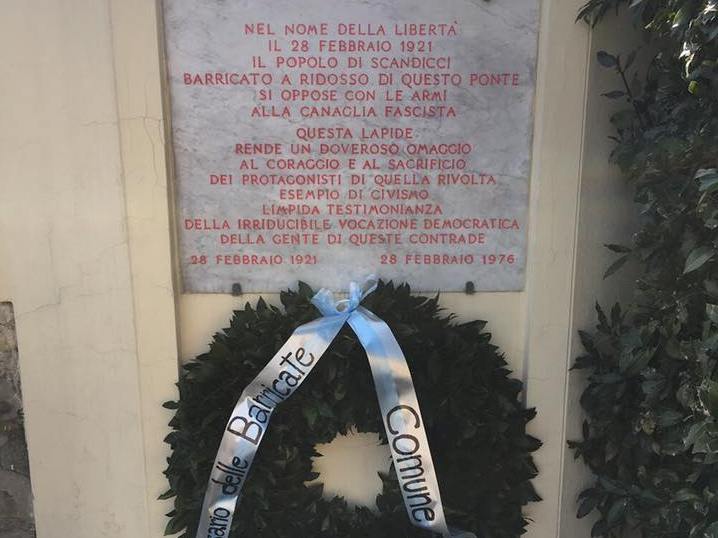 NEL NOME DELLA LIBERTÀ
IL 28 FEBBRAIO 1921
IL POPOLO DI SCANDICCI
BARRICATO A RIDOSSO DI QUESTO PONTE
SI OPPOSE CON LE ARMI
ALLA CANAGLIA FASCISTA
QUESTA LAPIDE
RENDE UN DOVEROSO OMAGGIO
AL CORAGGIO E AL SACRIFICIO
DEI PROTAGONISTI DI QUELLA RIVOLTA
ESEMPIO DI CIVISMO
LIMPIDA TESTIMONIANZA
DELLA IRRIDUCIBILE VOCAZIONE DEMOCRATICA
DELLA GENTE DI QUESTE CONTRADE
28 FEBBRAIO 1921 28 FEBBRAIO 1976
delle Barricate
Comune